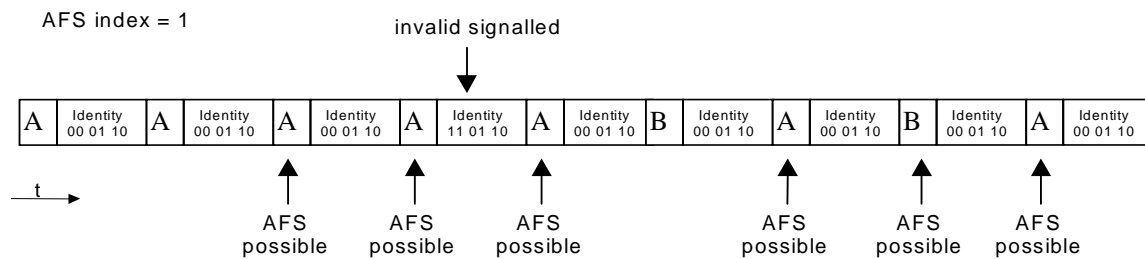 AFS index = 1
invalid signalled
A Identity 00 01 10 A Identity 00 01 10 A Identity 00 01 10 A Identity 11 01 10 A Identity 00 01 10 B Identity 00 01 10 A Identity 00 01 10 B Identity 00 01 10 A Identity 00 01 10
t
AFS possible AFS possible AFS possible AFS possible AFS possible AFS possible